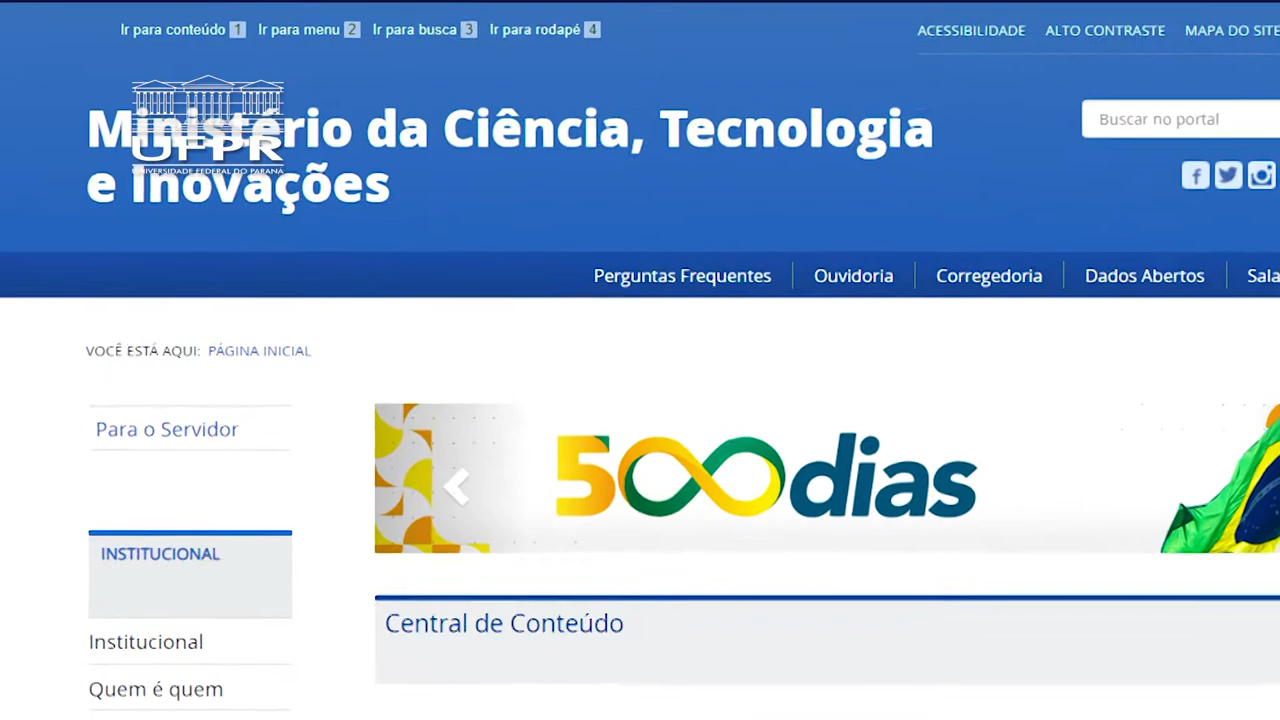 Ir para conteúdo 1 Ir para menu 2 Ir para busca 3 Ir para rodapé 4
ACESSIBILIDADE ALTO CONTRASTE MAPA DO SITE
Ministério da Ciência, Tecnologia
e Inovações
UFPR
UNIVERSIDADE FEDERAL DO PARANÁ
Buscar no portal
Perguntas Frequentes Ouvidoria Corregedoria Dados Abertos Sala
VOCÊ ESTÁ AQUI: PÁGINA INICIAL
Para o Servidor
500dias
INSTITUCIONAL
Central de Conteúdo
Institucional
Quem é quem